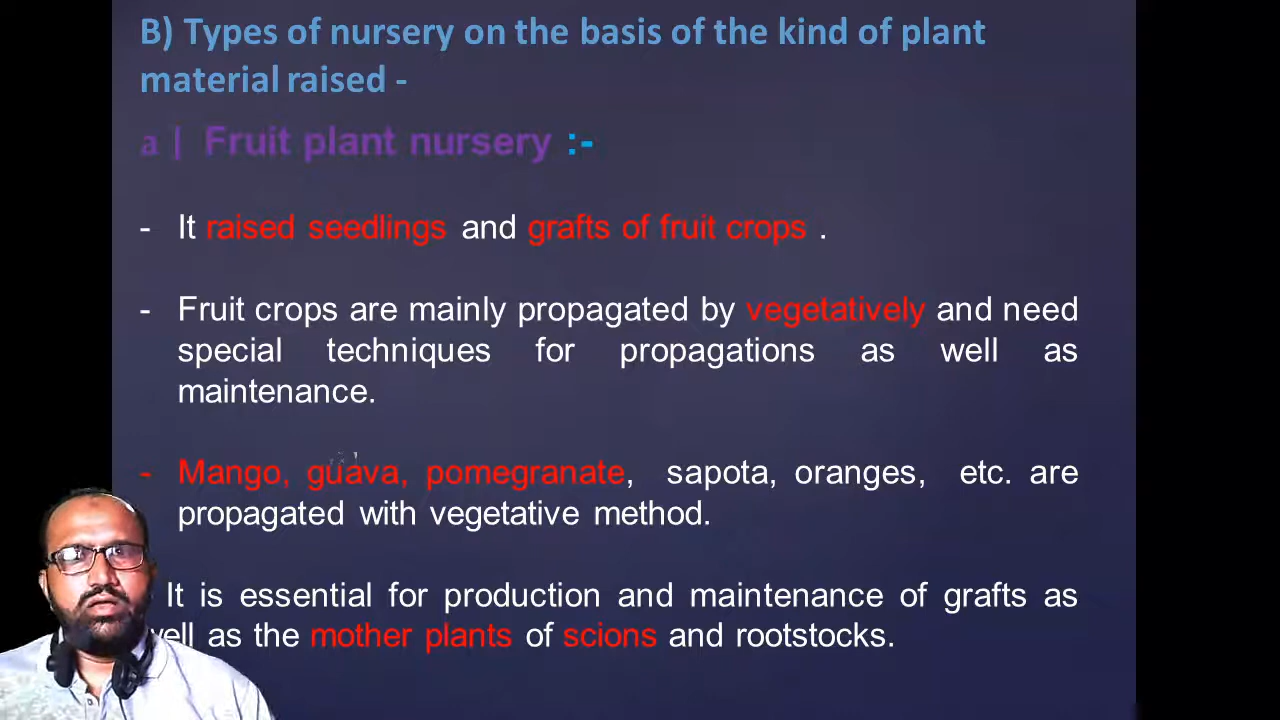 B) Types of nursery on the basis of the kind of plant
material raised -
a | Fruit plant nursery :-
- It raised seedlings and grafts of fruit crops .
- Fruit crops are mainly propagated by vegetatively and need
special techniques for propagations as well as
maintenance.
- Mango, guava, pomegranate, sapota, oranges, etc. are
propagated with vegetative method.
It is essential for production and maintenance of grafts as
as the mother plants of scions and rootstocks.